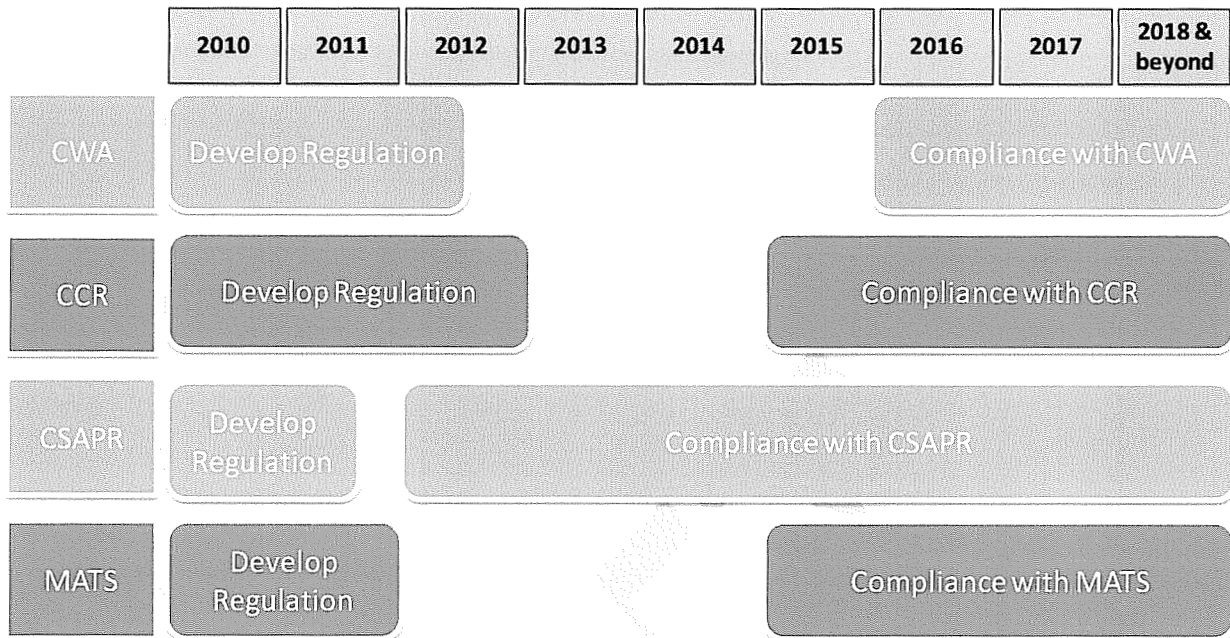 2010 2011 2012 2013 2014 2015 2016 2017 2018 &
beyond
CWA Develop Regulation Compliance with CWA
CCR Develop Regulation Compliance with CCR
CSAPR Develop
Regulation Compliance with CSAPR
MATS Develop
Regulation Compliance with MATS